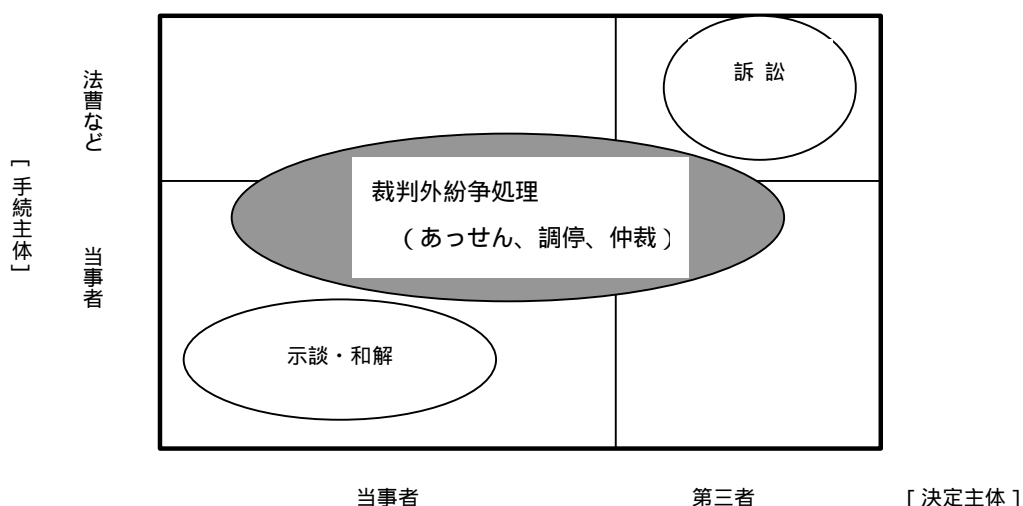 訴 訟
法曹など
[ 手続主体 ]
裁判外紛争処理
( あっせん、調停、仲裁 )
当事者
示談・和解
当事者
第三者
[ 決定主体 ]